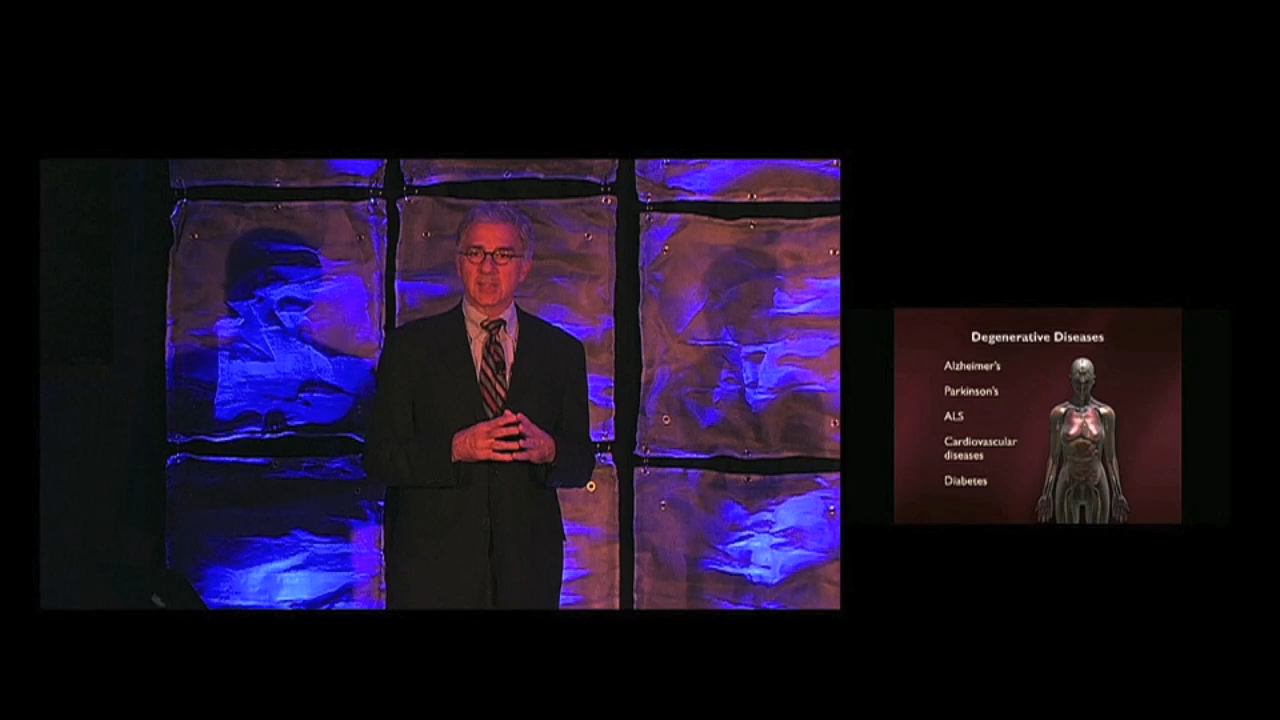 Degenerative Diseases
Alzheimer's
Parkinson's
ALS
Cardiovascular
diseases
Diabetes